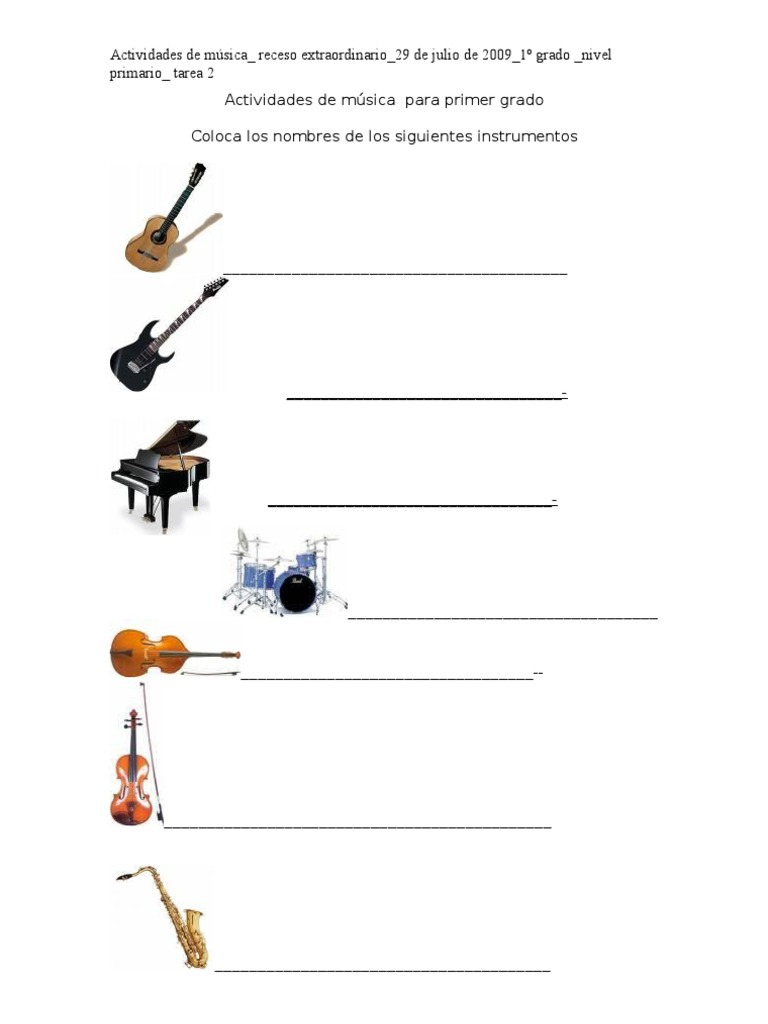 Actividades de música_ receso extraordinario_29 de julio de 2009_1º grado _nivel
primario_ tarea 2
Actividades de música para primer grado
Coloca los nombres de los siguientes instrumentos